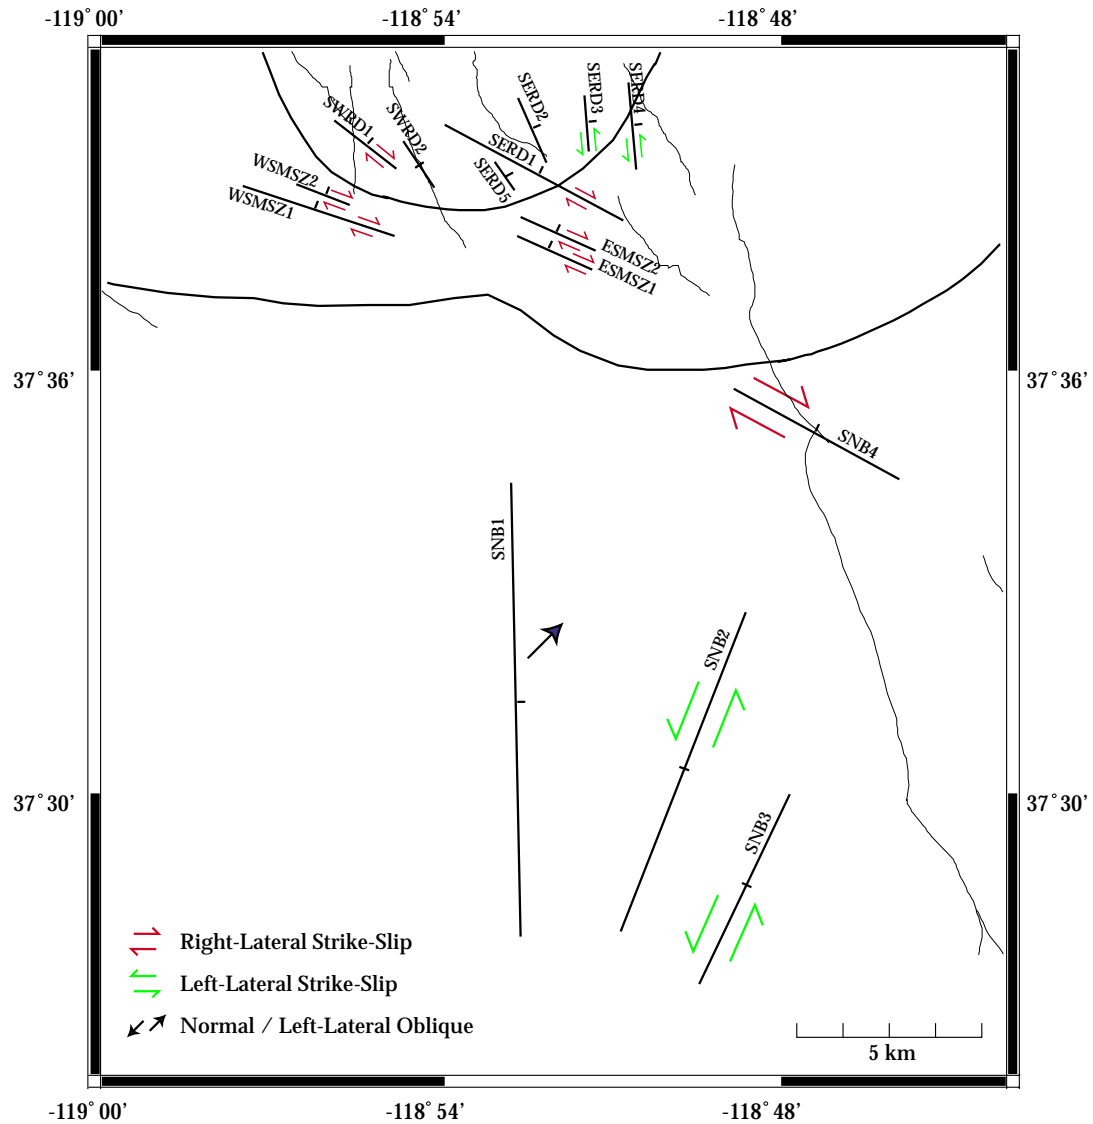 -119˚00'
-118˚54'
-118˚48'
SERD2
SERD3
SERD4
SWRD1
SWRD2
SERD1
WSMSZ2
SERD5
WSMSZ1
ESMSZ2
ESMSZ1
37˚36'
37˚36'
SNB4
SNB1
SNB2
37˚30'
37˚30'
SNB3
Right-Lateral Strike-Slip
Left-Lateral Strike-Slip
Normal / Left-Lateral Oblique
5 km
-119˚00'
-118˚54'
-118˚48'